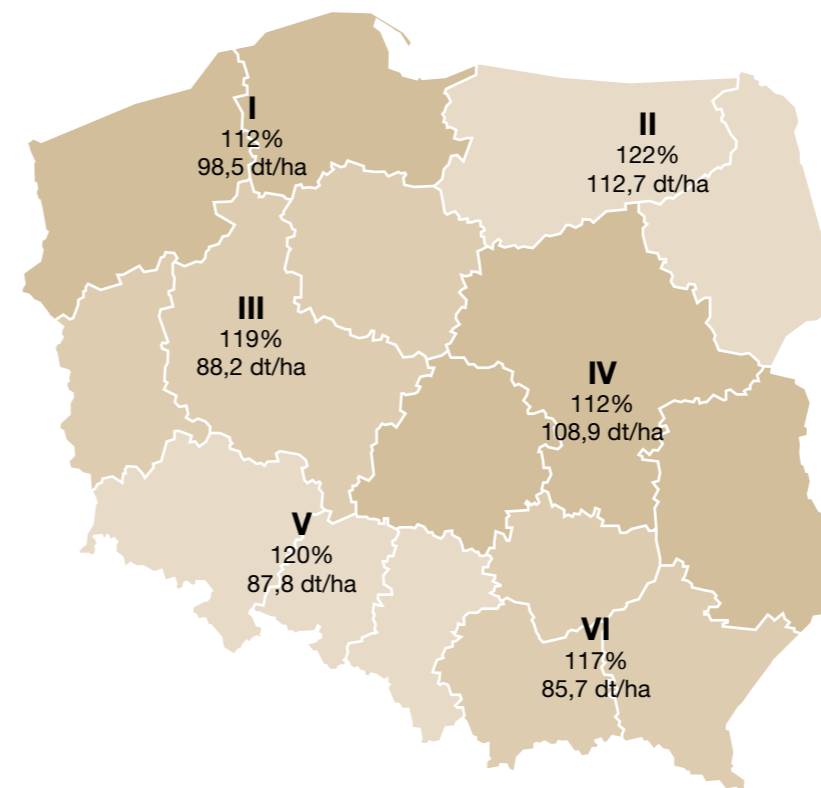 I
112%
98,5 dt/ha
II
122%
112,7 dt/ha
III
119%
88,2 dt/ha
IV
112%
108,9 dt/ha
V
120%
87,8 dt/ha
VI
117%
85,7 dt/ha